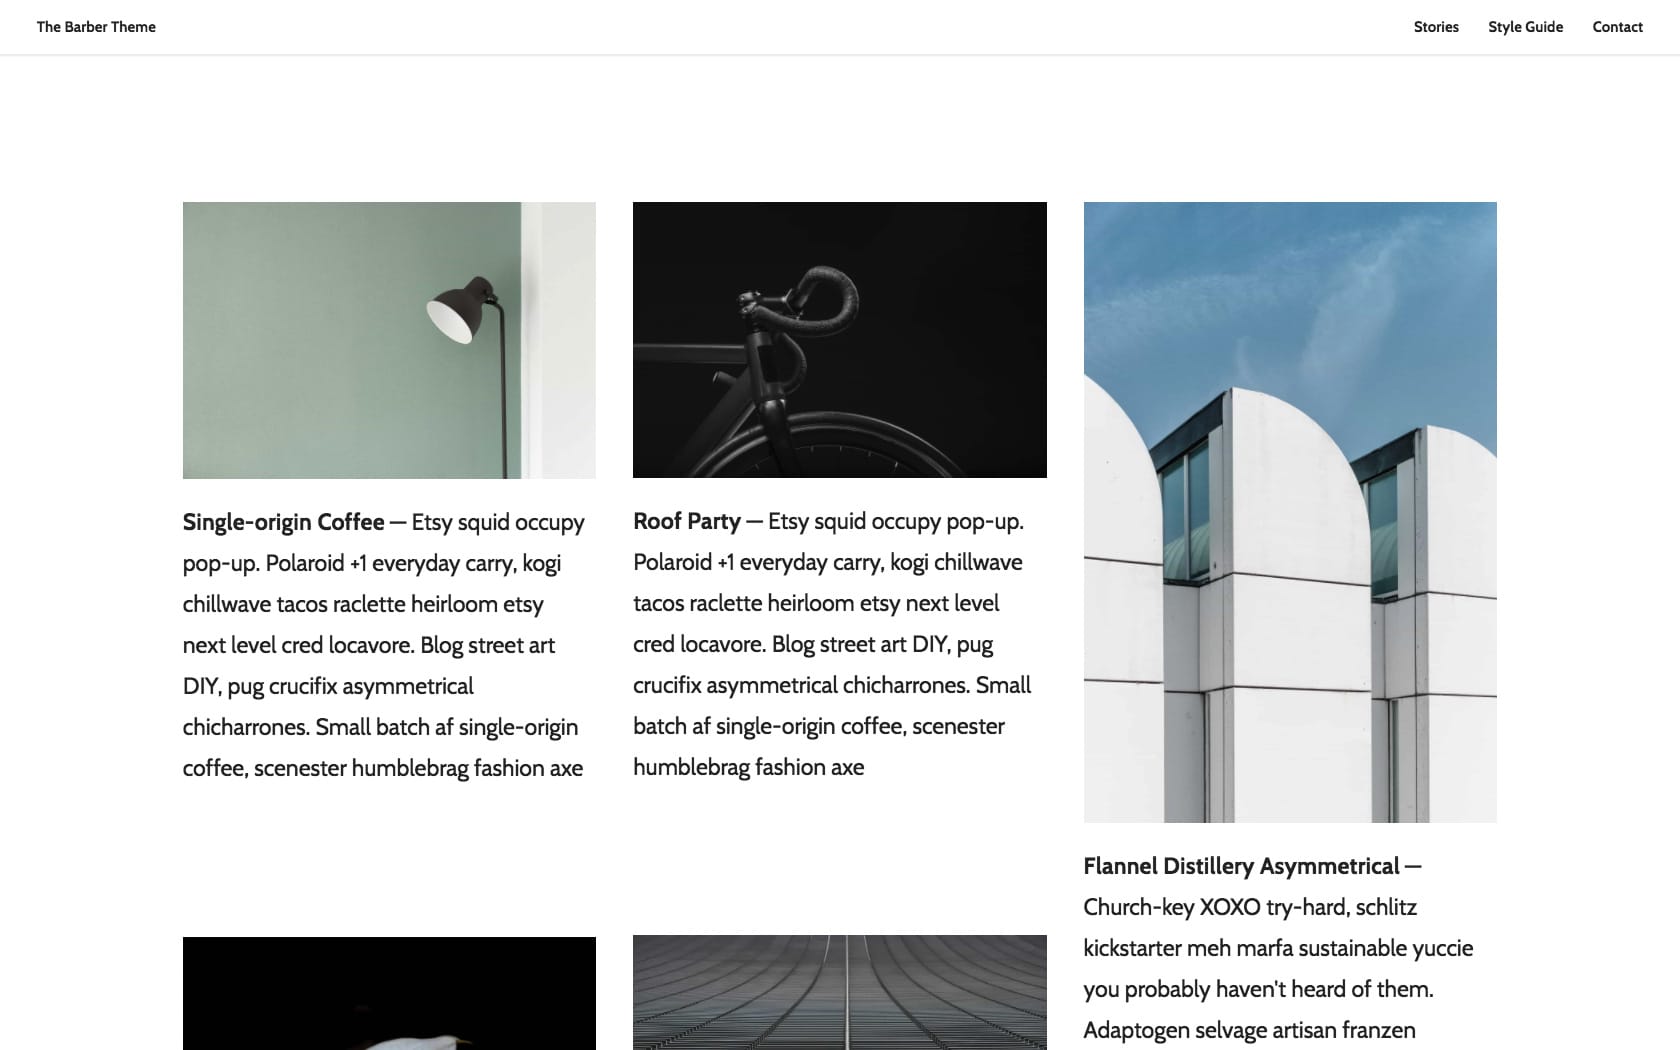 The Barber Theme
Stories
Style Guide
Contact
Single-origin Coffee — Etsy squid occupy
pop-up. Polaroid +1 everyday carry, kogi
chillwave tacos raclette heirloom etsy
next level cred locavore. Blog street art
DIY, pug crucifix asymmetrical
chicharrones. Small batch af single-origin
coffee, scenester humblebrag fashion axe
Roof Party — Etsy squid occupy pop-up.
Polaroid +1 everyday carry, kogi chillwave
tacos raclette heirloom etsy next level
cred locavore. Blog street art DIY, pug
crucifix asymmetrical chicharrones. Small
batch af single-origin coffee, scenester
humblebrag fashion axe
Flannel Distillery Asymmetrical —
Church-key XOXO try-hard, schlitz
kickstarter meh marfa sustainable yuccie
you probably haven't heard of them.
Adaptogen selvage artisan franzen